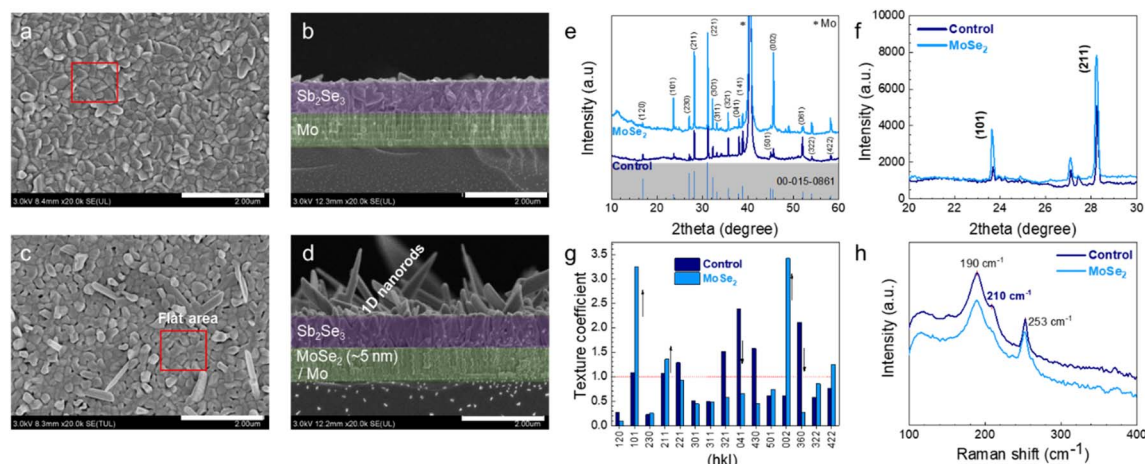 a
3.0kV 8.4mm x20.0k SE(UL)
2.00um
b
Sb2Se3
Mo
3.0kV 12.3mm x20.0k SE(UL)
2.00um
c
Flat area
3.0kV 8.3mm x20.0k SE(TUL)
2.00um
d
1D nanorods
Sb2Se3
MoSe2 (~5 nm)
/ Mo
3.0kV 12.2mm x20.0k SE(UL)
2.00um
e
Intensity (a.u)
* * Mo
(120)
(101)
(230)
(211)
(221)
(301)
(311)
(321)
(041)
(141)
(002)
(501)
(061)
(322)
(422)
MoSe2
Control
00-015-0861
10 20 30 40 50 60
2theta (degree)
f
Intensity (a.u.)
10000
8000
6000
4000
2000
0
Control
MoSe2
(101)
(211)
20 22 24 26 28 30
2theta (degree)
g
Texture coefficient
3.5
3.0
2.5
2.0
1.5
1.0
0.5
0.0
Control
MoSe2
120 101 230 211 221 301 311 321 041 430 501 002 360 322 422
(hkl)
h
Intensity (a.u.)
190 cm-1
210 cm-1
253 cm-1
Control
MoSe2
100 200 300 400
Raman shift (cm-1)